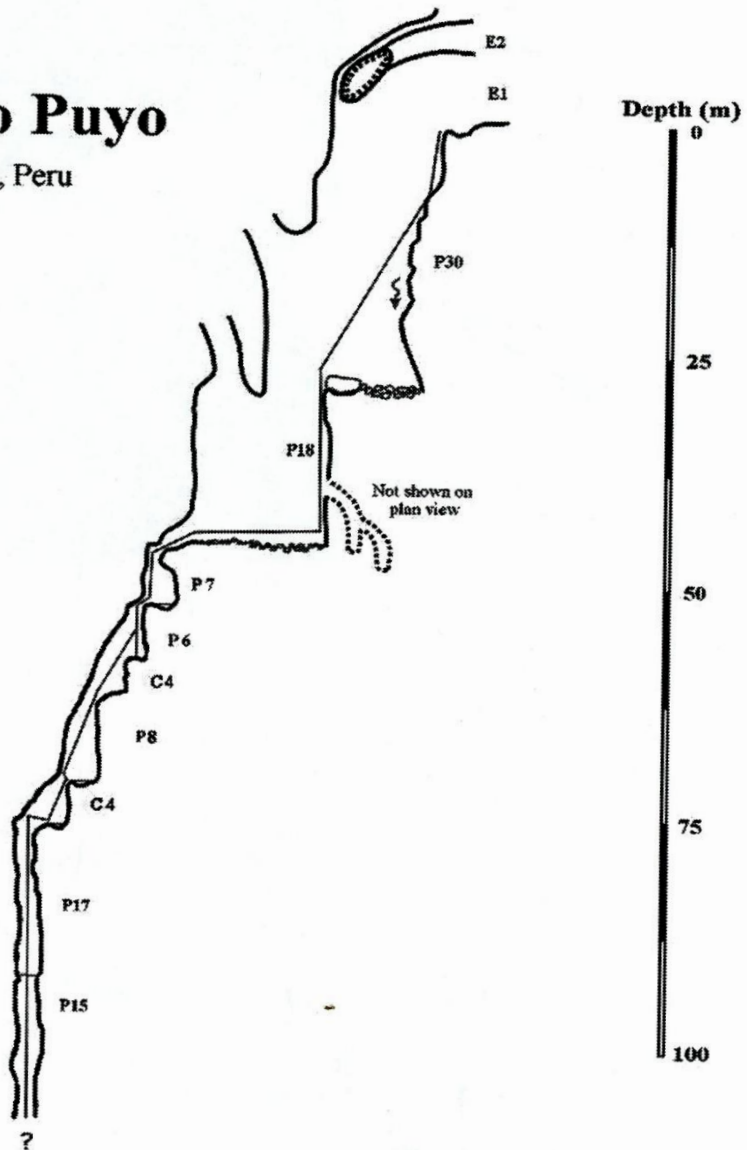 o Puyo
, Peru
E2
E1
Depth (m)
0
P30
25
P18
Not shown on
plan view
50
P 7
P 6
C4
P8
C4
75
P17
P15
100
?